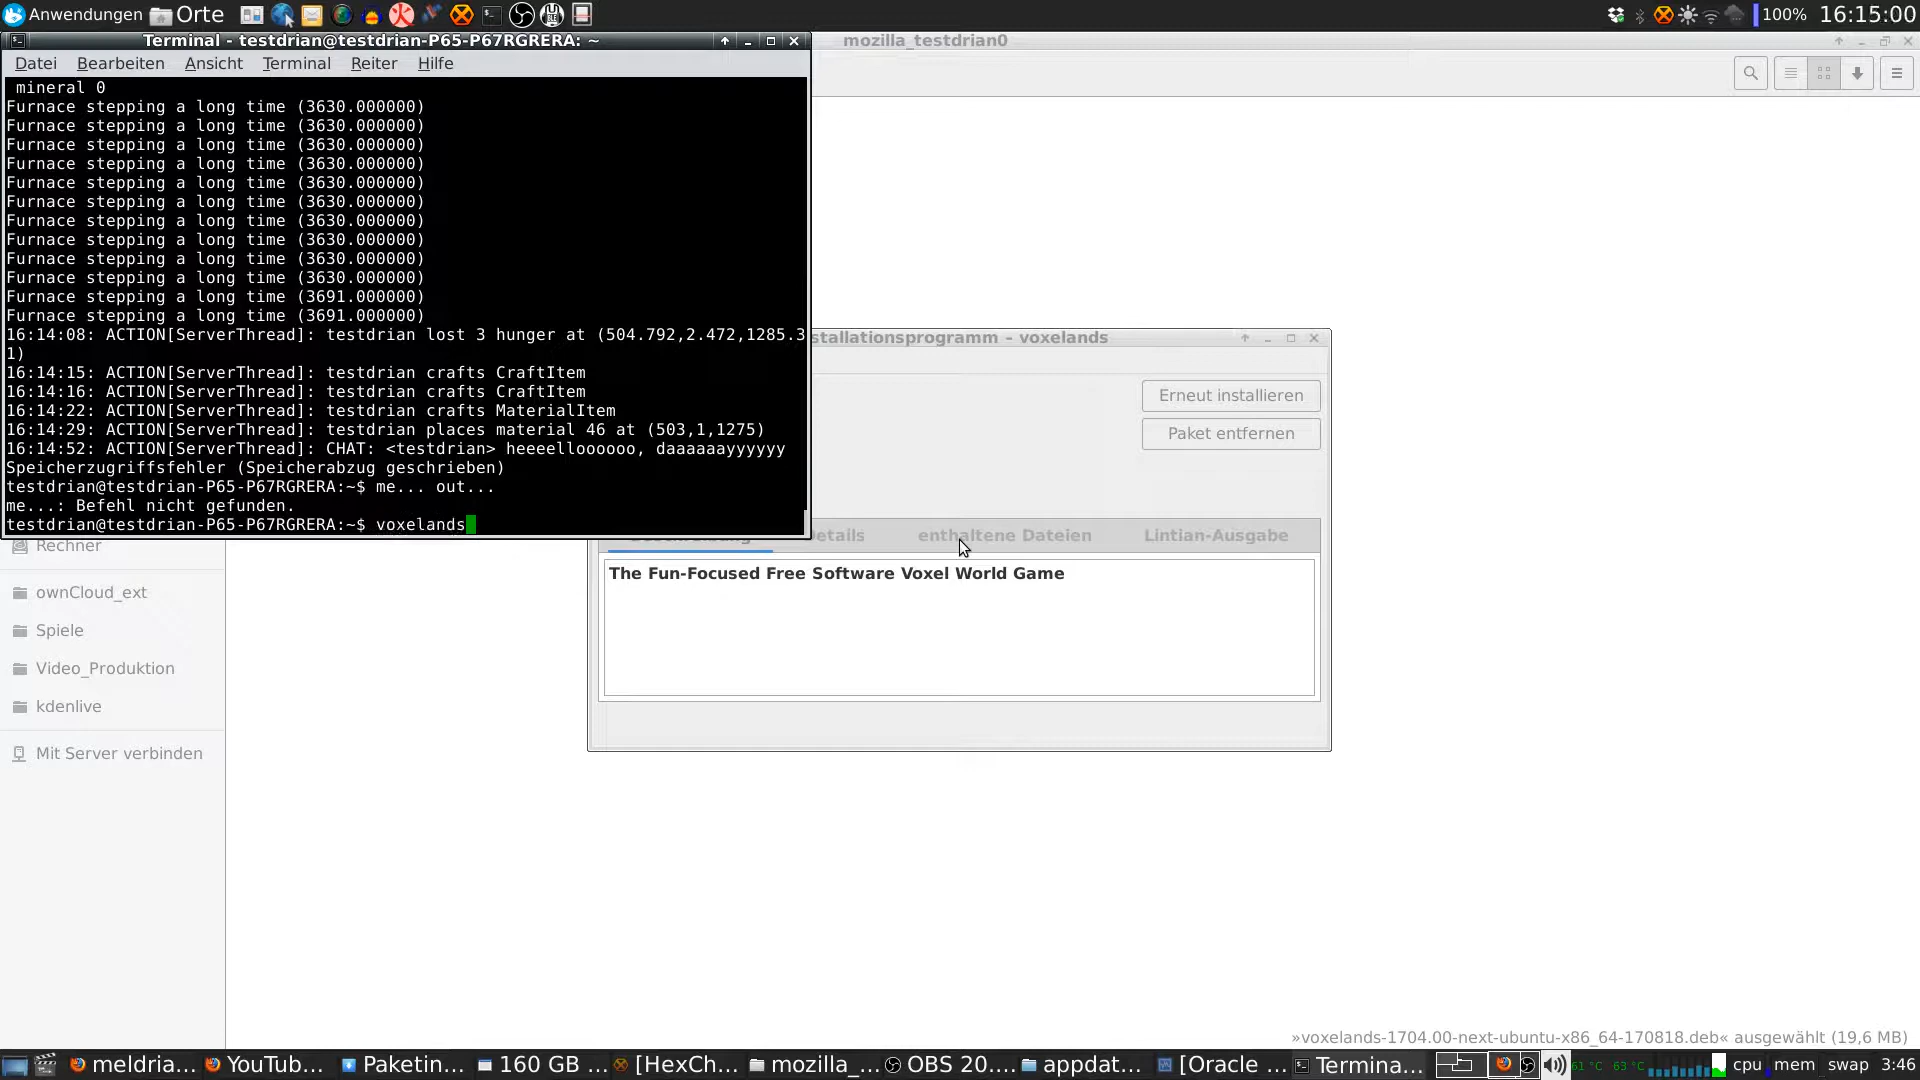 Anwendungen Orte 100% 16:15:00
Terminal - testdrian@testdrian-P65-P67RGRERA: ~
mozilla_testdrian0
Datei Bearbeiten Ansicht Terminal Reiter Hilfe
mineral 0
Furnace stepping a long time (3630.000000)
Furnace stepping a long time (3630.000000)
Furnace stepping a long time (3630.000000)
Furnace stepping a long time (3630.000000)
Furnace stepping a long time (3630.000000)
Furnace stepping a long time (3630.000000)
Furnace stepping a long time (3630.000000)
Furnace stepping a long time (3630.000000)
Furnace stepping a long time (3630.000000)
Furnace stepping a long time (3630.000000)
Furnace stepping a long time (3691.000000)
Furnace stepping a long time (3691.000000)
16:14:08: ACTION[ServerThread]: testdrian lost 3 hunger at (504.792,2.472,1285.3
1)
16:14:15: ACTION[ServerThread]: testdrian crafts CraftItem
16:14:16: ACTION[ServerThread]: testdrian crafts CraftItem
16:14:22: ACTION[ServerThread]: testdrian crafts MaterialItem
16:14:29: ACTION[ServerThread]: testdrian places material 46 at (503,1,1275)
16:14:52: ACTION[ServerThread]: CHAT: <testdrian> heeeelloooooo, daaaaaayyyyyy
Speicherzugriffsfehler (Speicherabzug geschrieben)
testdrian@testdrian-P65-P67RGRERA:~$ me... out...
me...: Befehl nicht gefunden.
testdrian@testdrian-P65-P67RGRERA:~$ voxelands
stallationsprogramm - voxelands
Erneut installieren
Paket entfernen
Details enthaltene Dateien Lintian-Ausgabe
The Fun-Focused Free Software Voxel World Game
Rechner
ownCloud_ext
Spiele
Video_Produktion
kdenlive
Mit Server verbinden
»voxelands-1704.00-next-ubuntu-x86_64-170818.deb« ausgewählt (19,6 MB)
meldria... YouTub... Paketin... 160 GB ... [HexCh... mozilla_... OBS 20.... appdat... [Oracle ... Termina... 61 °C 63 °C cpu mem swap 3:46